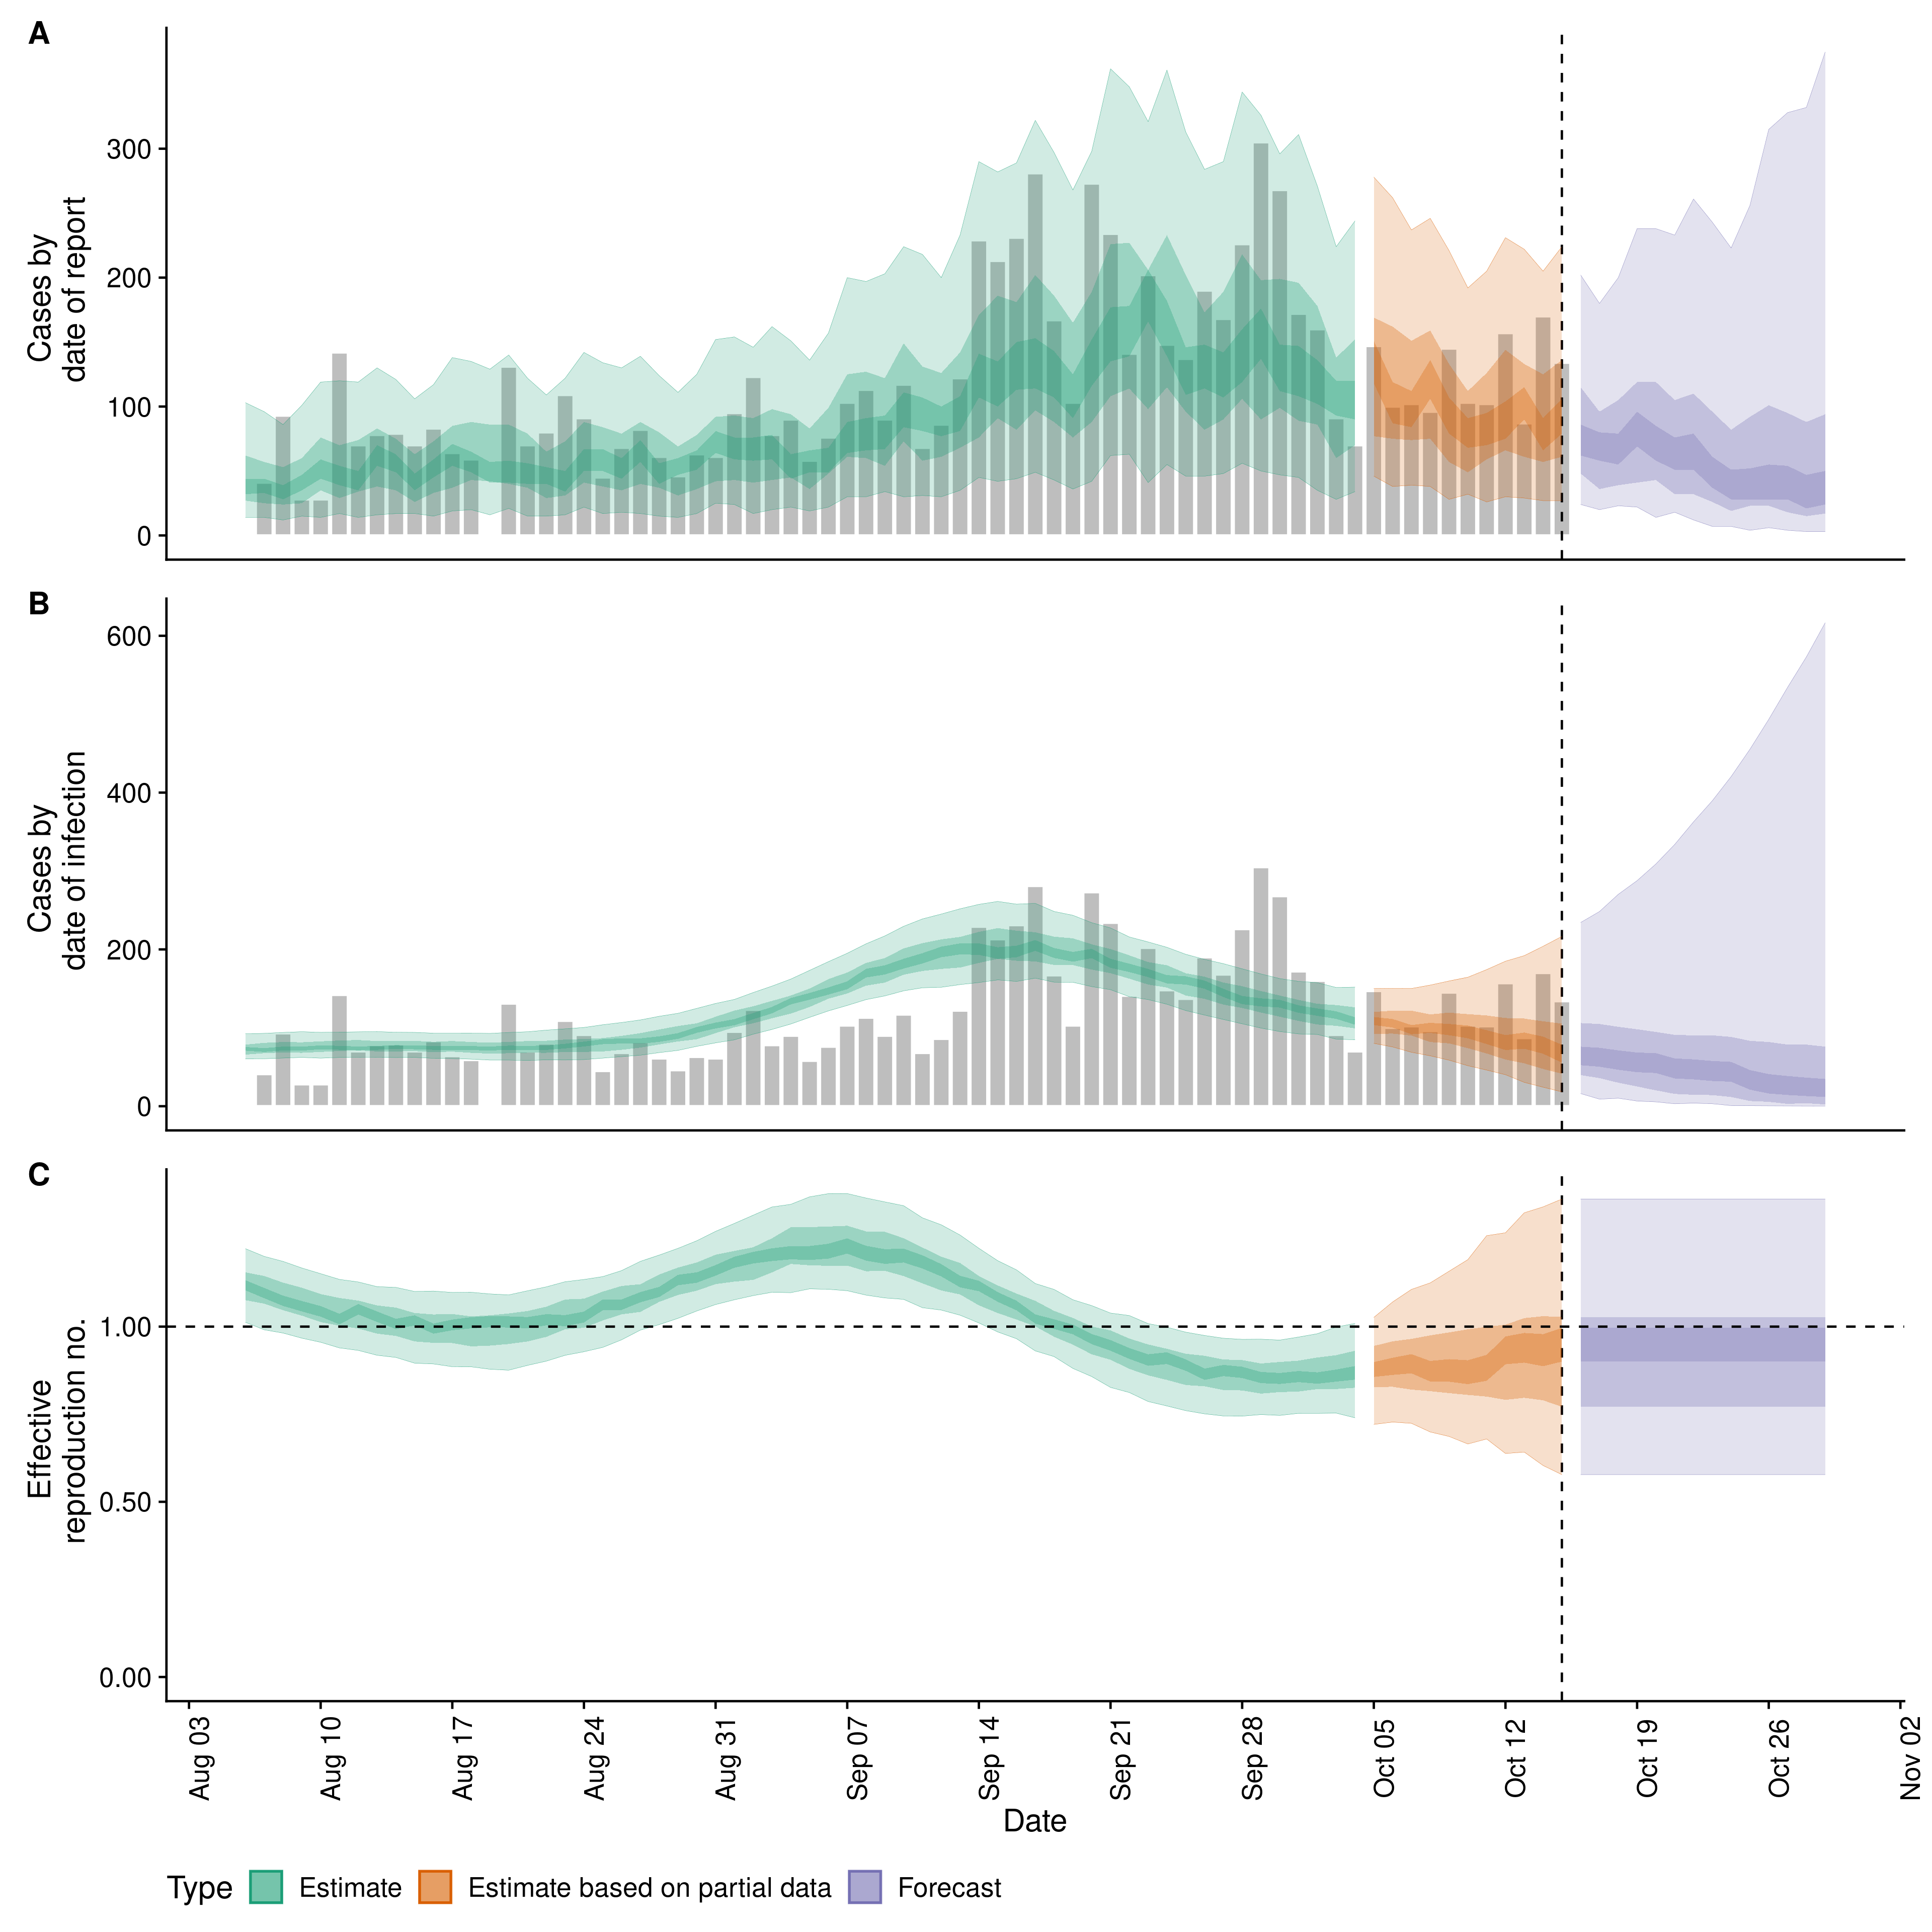 A
Cases by
date of report
300
200
100
0
B
Cases by
date of infection
600
400
200
0
C
Effective
reproduction no.
1.00
0.50
0.00
Aug 03
Aug 10
Aug 17
Aug 24
Aug 31
Sep 07
Sep 14
Sep 21
Sep 28
Oct 05
Oct 12
Oct 19
Oct 26
Nov 02
Date
Type Estimate Estimate based on partial data Forecast